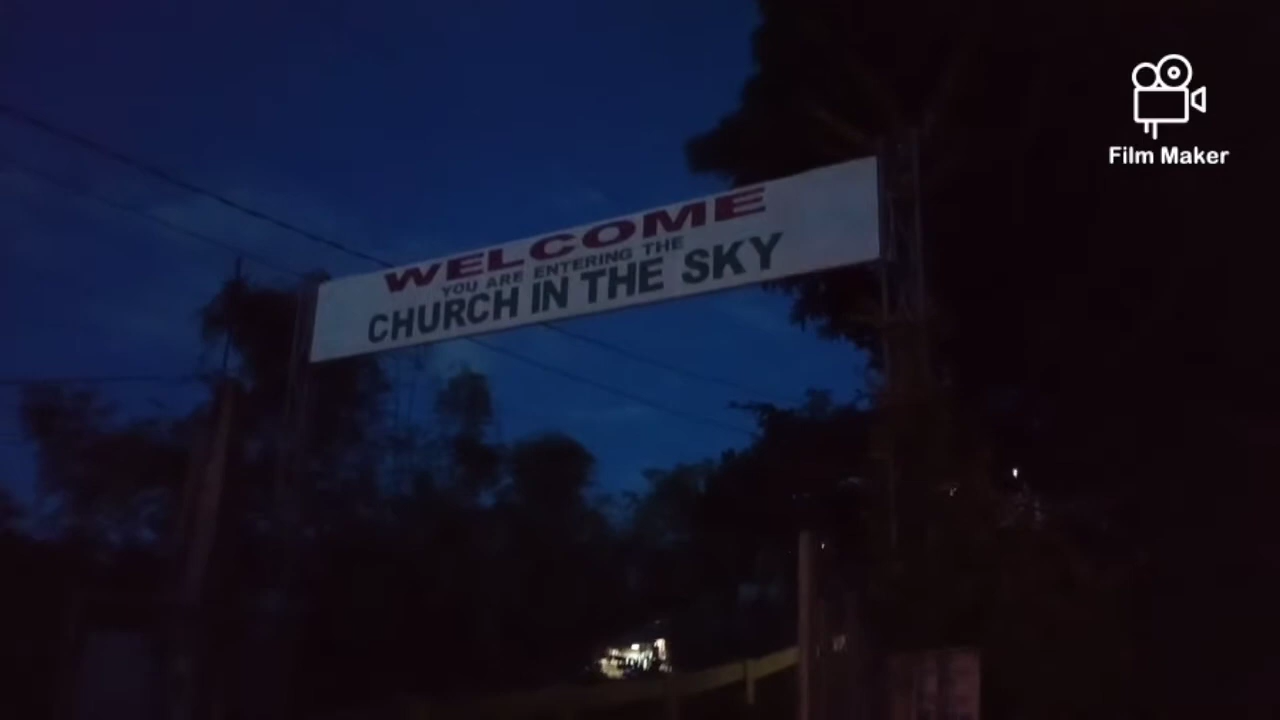 WELCOME
YOU ARE ENTERING THE
CHURCH IN THE SKY
Film Maker